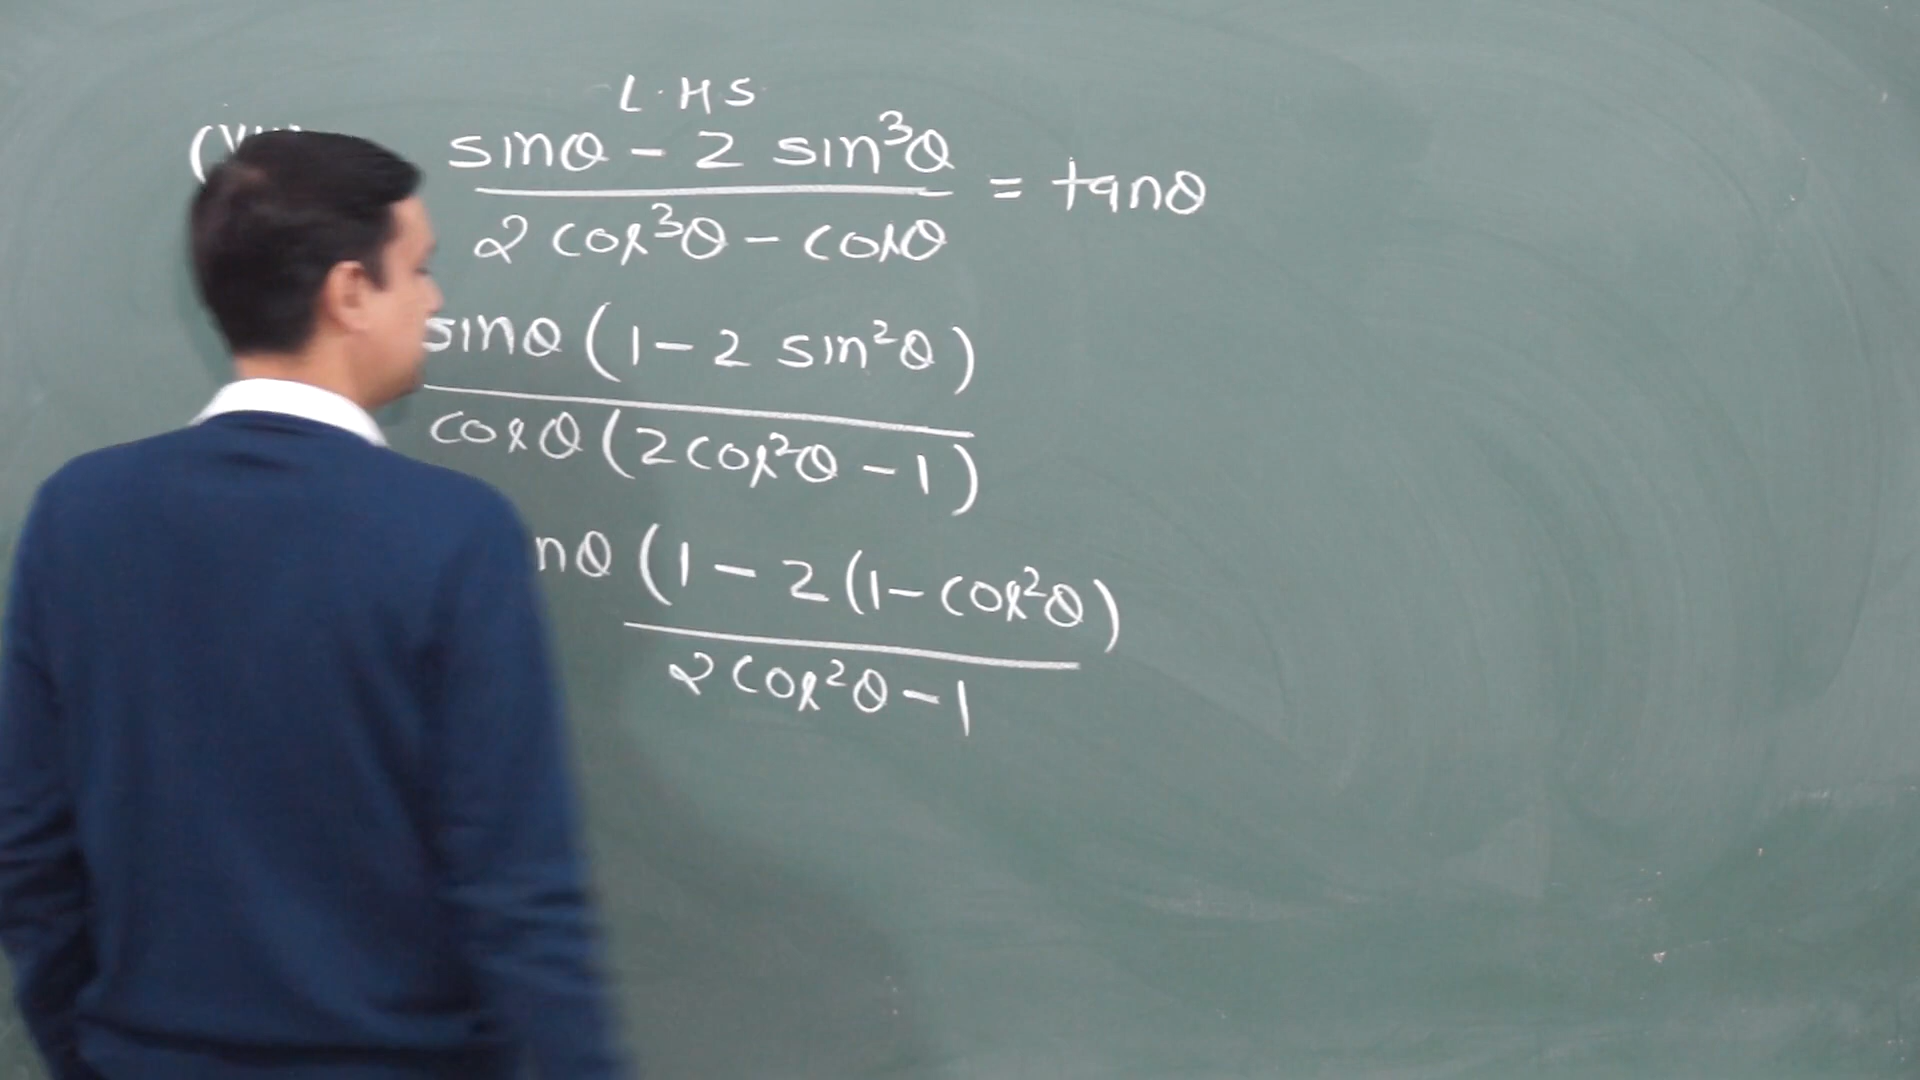 L.H.S
sinθ - 2 sin³θ
= tanθ
2 cos³θ - cosθ
sinθ (1 - 2 sin²θ)
cosθ (2cos²θ - 1)
nθ (1 - 2 (1 - cos²θ)
2 cos²θ - 1